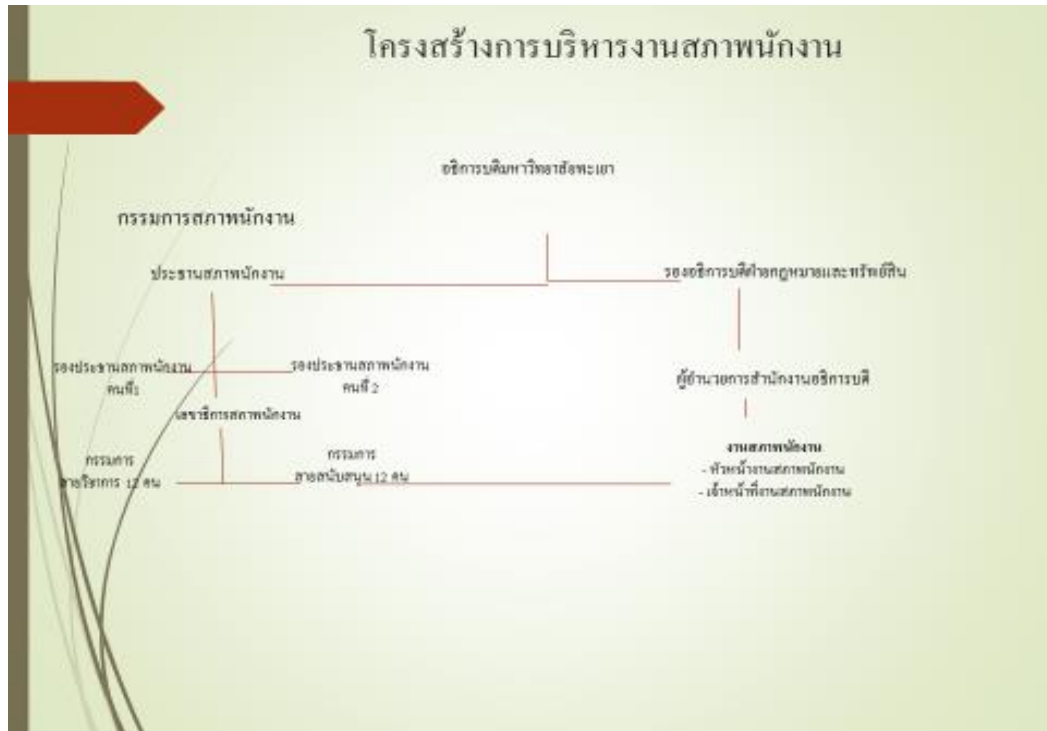 โครงสร้างการบริหารงานสภาพนักงาน
อธิการบดีมหาวิทยาลัยพะเยา
กรรมการสภาพนักงาน
ประธานสภาพนักงาน
รองอธิการบดีฝ่ายกฎหมายและทรัพย์สิน
รองประธานสภาพนักงาน
คนที่1
รองประธานสภาพนักงาน
คนที่ 2
ผู้อำนวยการสำนักงานอธิการบดี
เลขาธิการสภาพนักงาน
กรรมการ
สายวิชาการ 12 คน
กรรมการ
สายสนับสนุน 12 คน
งานสภาพนักงาน
- หัวหน้างานสภาพนักงาน
- เจ้าหน้าที่งานสภาพนักงาน